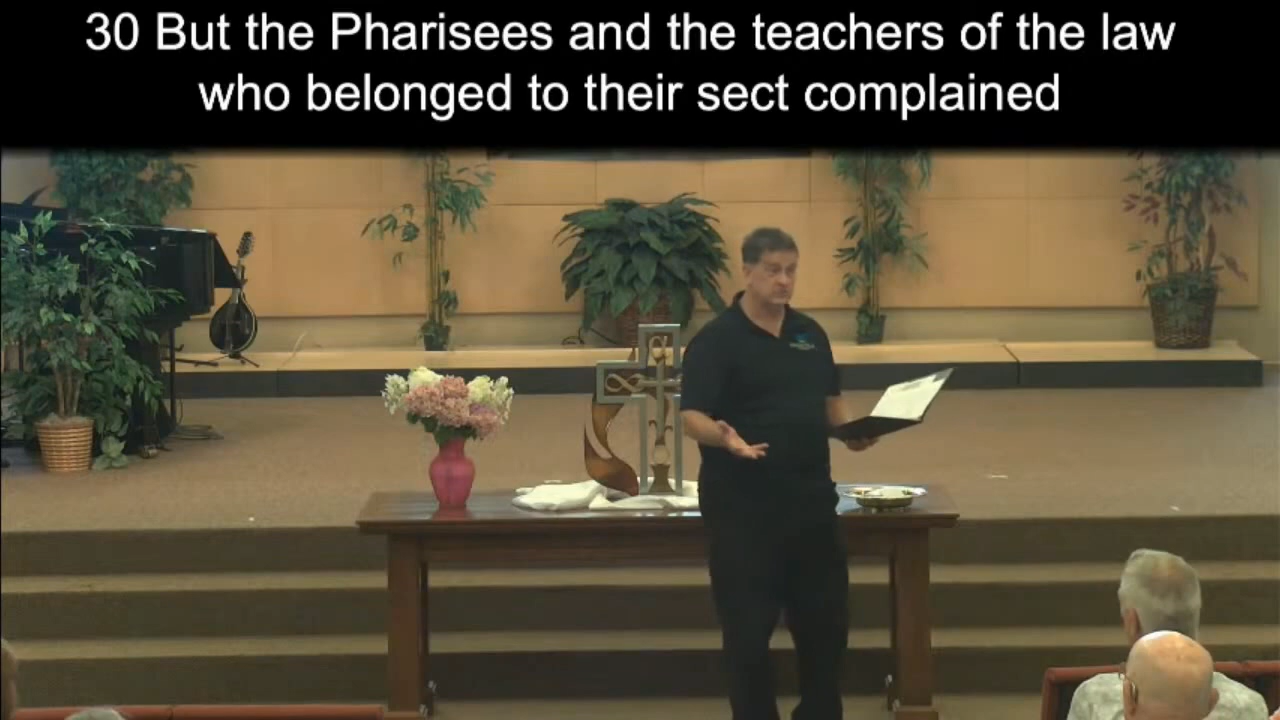 30 But the Pharisees and the teachers of the law
who belonged to their sect complained